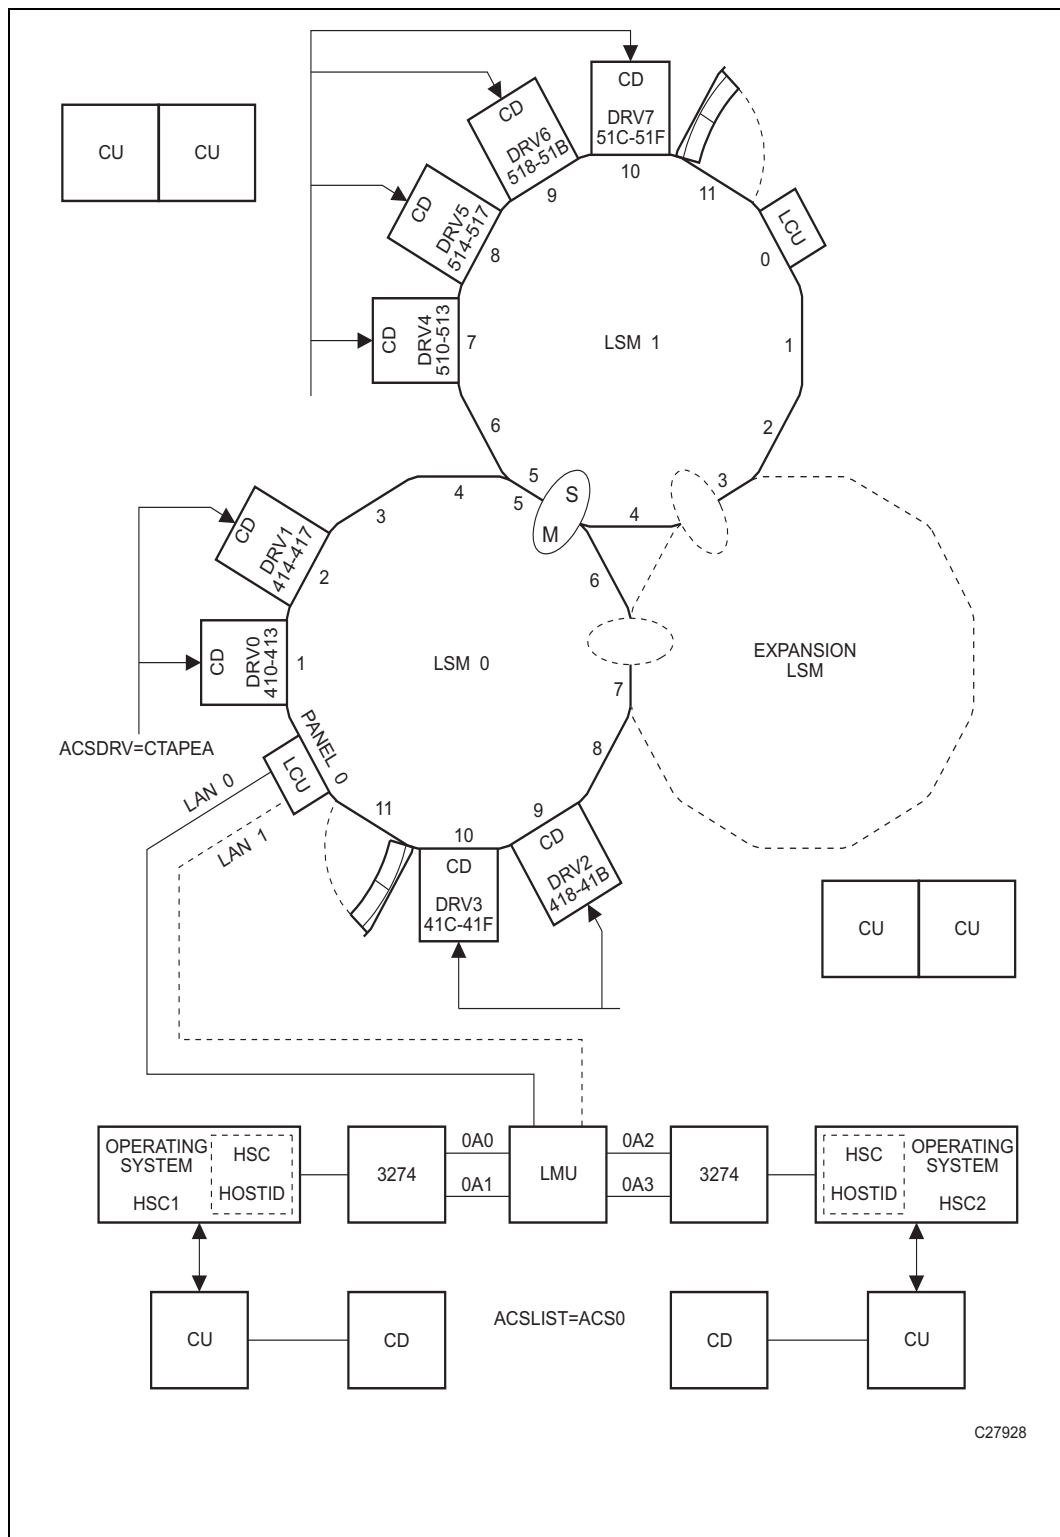 CD
DRV7
51C-51F
CD
DRV6
518-51B
CD
DRV5
514-517
CD
DRV4
510-513
CU
CU
10
11
9
LCU
8
0
7
LSM 1
1
6
2
5
3
4
5
S
4
M
3
CD
DRV1
414-417
2
6
CD
DRV0
410-413
1
LSM 0
EXPANSION
LSM
7
ACSDRV=CTAPEA
PANEL 0
8
LCU
LAN 0
11
9
10
LAN 1
CD
DRV3
41C-41F
CD
DRV2
418-41B
CU
CU
OPERATING
SYSTEM
HSC1
HSC
HOSTID
3274
0A0
0A1
LMU
0A2
0A3
3274
HSC
HOSTID
OPERATING
SYSTEM
HSC2
CU
CD
ACSLIST=ACS0
CD
CU
C27928